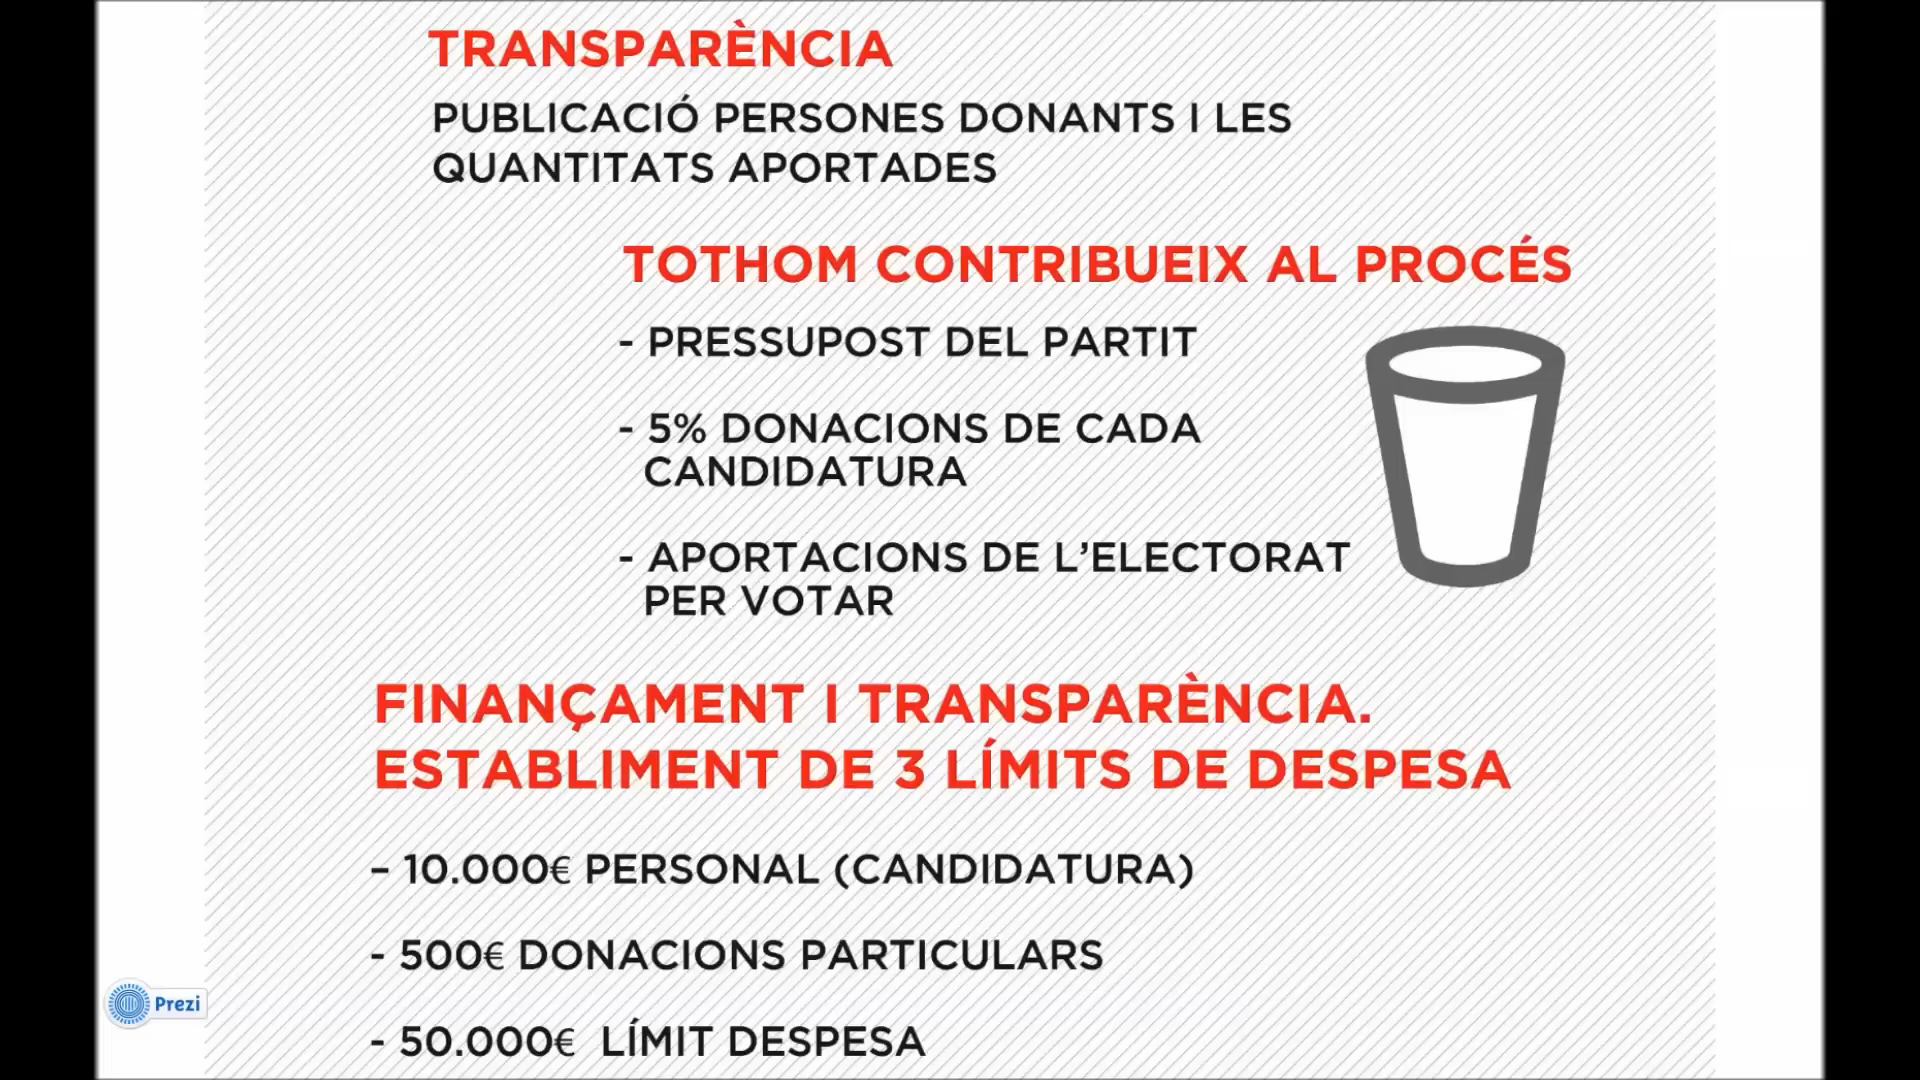 TRANSPARÈNCIA
PUBLICACIÓ PERSONES DONANTS I LES
QUANTITATS APORTADES
TOTHOM CONTRIBUEIX AL PROCÉS
- PRESSUPOST DEL PARTIT
- 5% DONACIONS DE CADA
CANDIDATURA
- APORTACIONS DE L’ELECTORAT
PER VOTAR
FINANÇAMENT I TRANSPARÈNCIA.
ESTABLIMENT DE 3 LÍMITS DE DESPESA
– 10.000€ PERSONAL (CANDIDATURA)
- 500€ DONACIONS PARTICULARS
- 50.000€ LÍMIT DESPESA
Prezi